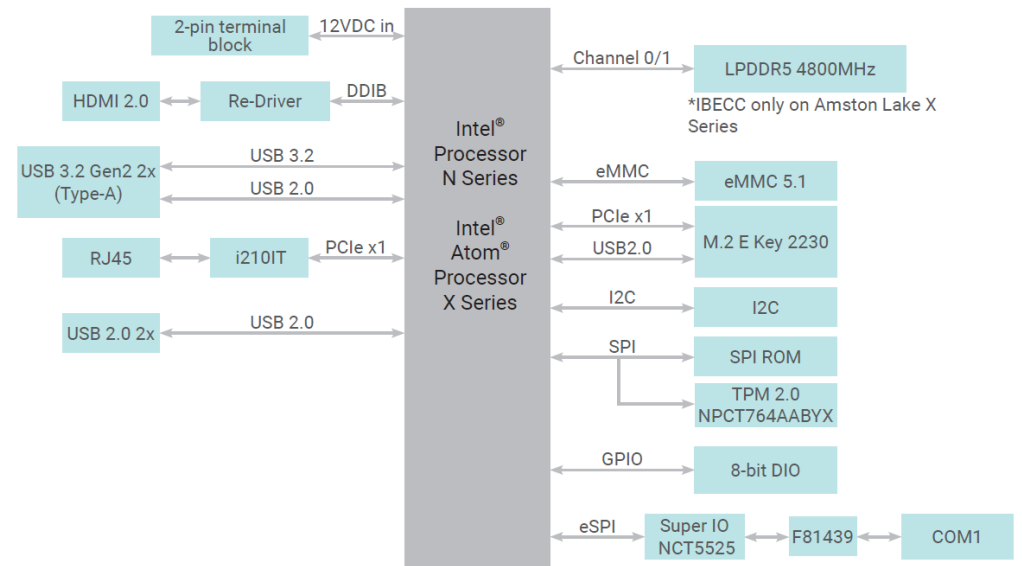 2-pin terminal
block
12VDC in
HDMI 2.0
Re-Driver
DDIB
USB 3.2 Gen2 2x
(Type-A)
USB 3.2
USB 2.0
RJ45
i210IT
PCIe x1
USB 2.0 2x
USB 2.0
Intel®
Processor
N Series
Intel®
Atom®
Processor
X Series
Channel 0/1
LPDDR5 4800MHz
*IBECC only on Amston Lake X
Series
eMMC
eMMC 5.1
PCIe x1
USB2.0
M.2 E Key 2230
I2C
I2C
SPI
SPI ROM
TPM 2.0
NPCT764AABYX
GPIO
8-bit DIO
eSPI
Super IO
NCT5525
F81439
COM1